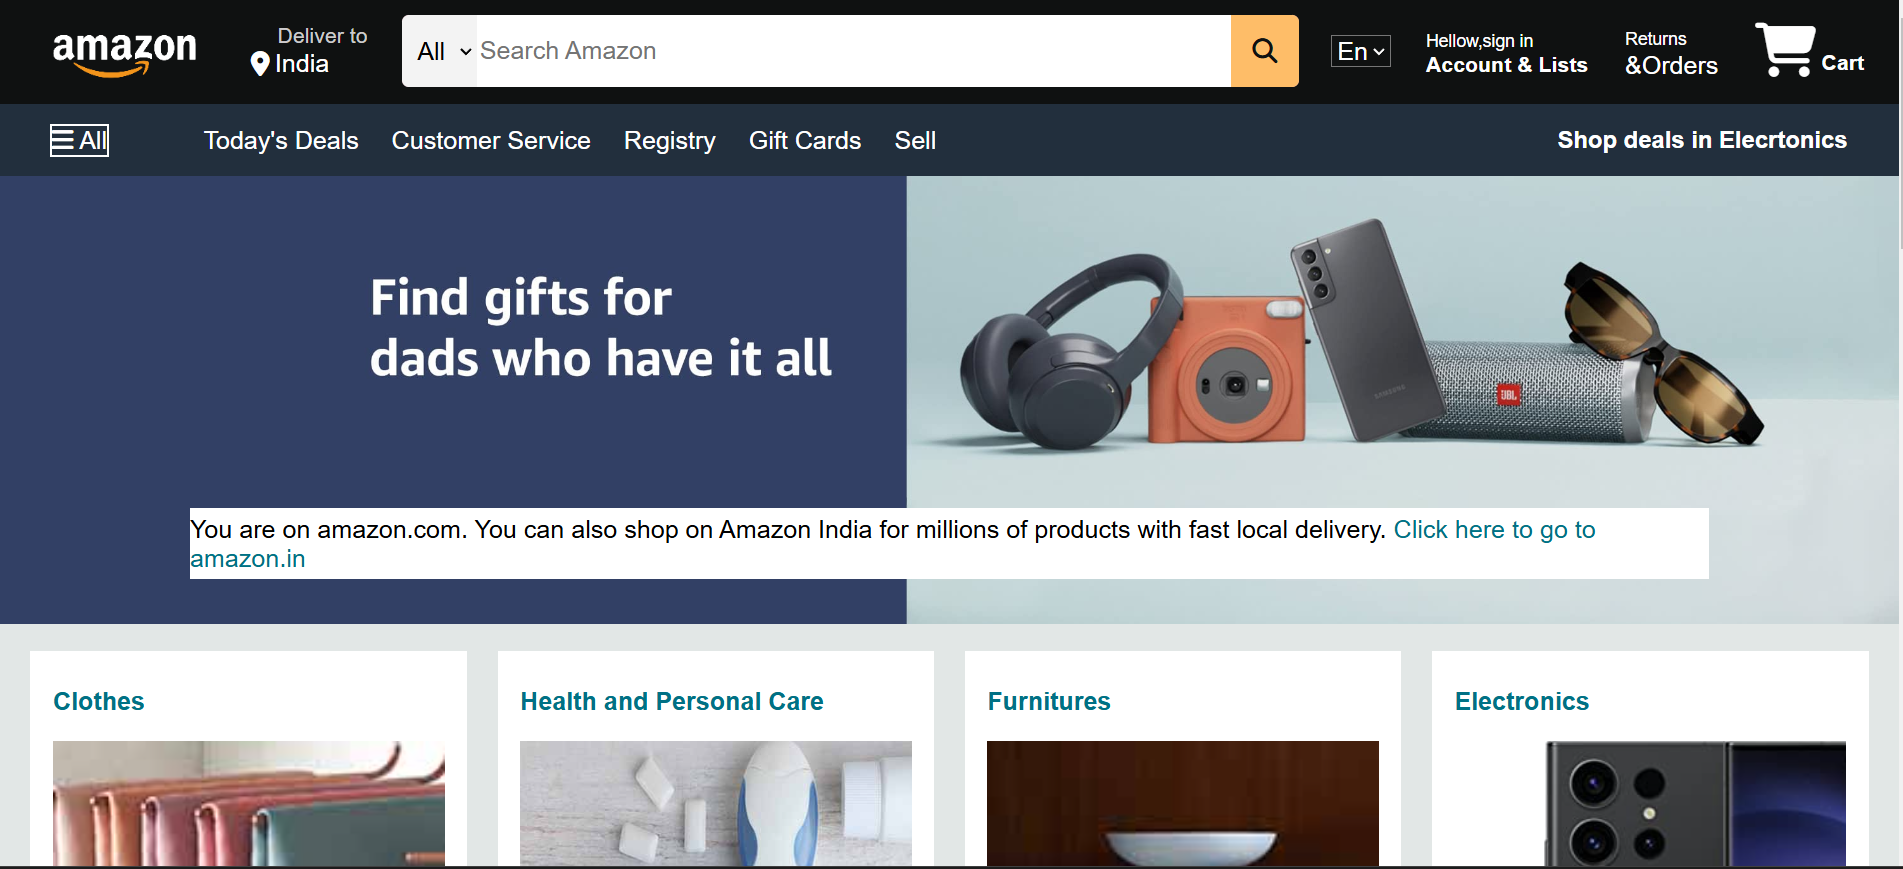 amazon
Deliver to
India
All
Search Amazon
En
Hellow,sign in
Account & Lists
Returns
&Orders
Cart
All
Today's Deals
Customer Service
Registry
Gift Cards
Sell
Shop deals in Elecrtonics
Find gifts for
dads who have it all
SAMSUNG
JBL
You are on amazon.com. You can also shop on Amazon India for millions of products with fast local delivery. Click here to go to
amazon.in
Clothes
Health and Personal Care
Furnitures
Electronics